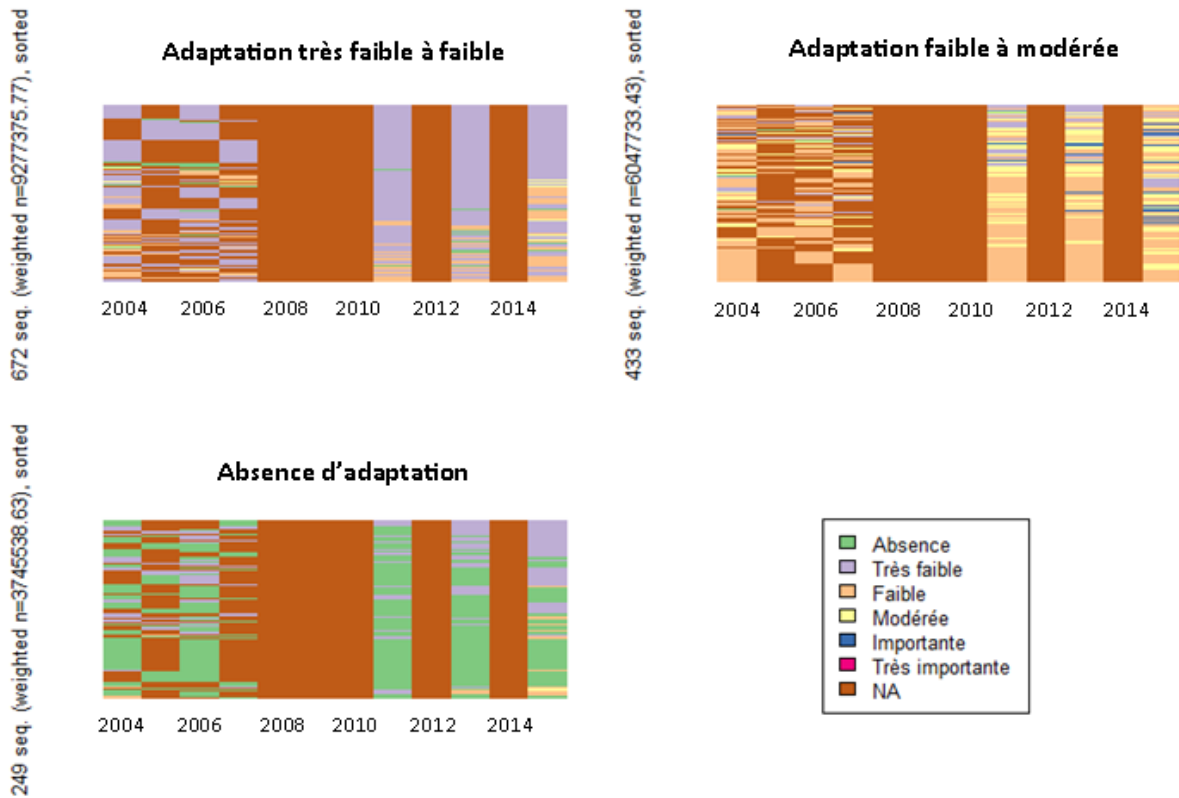 Adaptation très faible à faible
672 seq. (weighted n=9277375.77), sorted
2004 2006 2008 2010 2012 2014
Adaptation faible à modérée
433 seq. (weighted n=6047733.43), sorted
2004 2006 2008 2010 2012 2014
Absence d’adaptation
249 seq. (weighted n=3745538.63), sorted
2004 2006 2008 2010 2012 2014
Absence
Très faible
Faible
Modérée
Importante
Très importante
NA